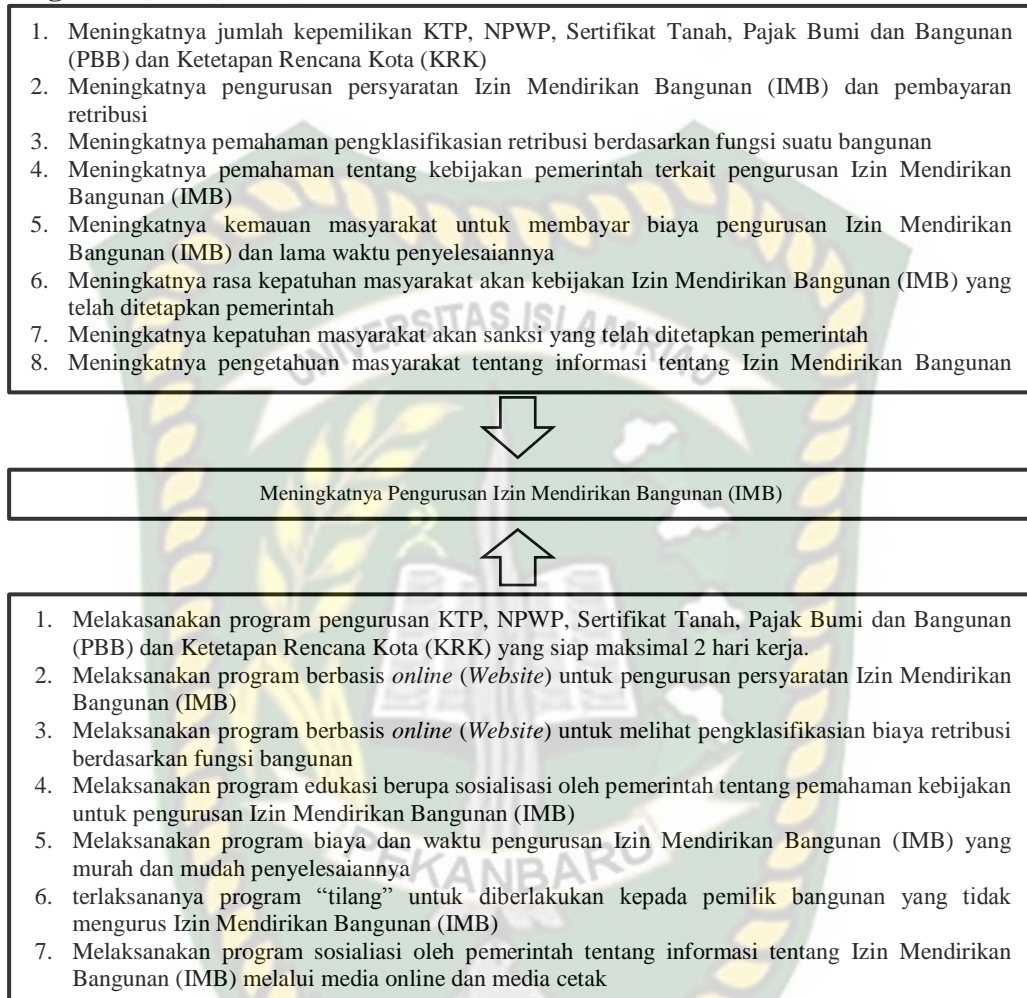 1. Meningkatnya jumlah kepemilikan KTP, NPWP, Sertifikat Tanah, Pajak Bumi dan Bangunan
(PBB) dan Ketetapan Rencana Kota (KRK)
2. Meningkatnya pengurusan persyaratan Izin Mendirikan Bangunan (IMB) dan pembayaran
retribusi
3. Meningkatnya pemahaman pengklasifikasian retribusi berdasarkan fungsi suatu bangunan
4. Meningkatnya pemahaman tentang kebijakan pemerintah terkait pengurusan Izin Mendirikan
Bangunan (IMB)
5. Meningkatnya kemauan masyarakat untuk membayar biaya pengurusan Izin Mendirikan
Bangunan (IMB) dan lama waktu penyelesaiannya
6. Meningkatnya rasa kepatuhan masyarakat akan kebijakan Izin Mendirikan Bangunan (IMB) yang
telah ditetapkan pemerintah
7. Meningkatnya kepatuhan masyarakat akan sanksi yang telah ditetapkan pemerintah
8. Meningkatnya pengetahuan masyarakat tentang informasi tentang Izin Mendirikan Bangunan
UNIVERSITAS ISLAM RIAU
Meningkatnya Pengurusan Izin Mendirikan Bangunan (IMB)
1. Melakasanakan program pengurusan KTP, NPWP, Sertifikat Tanah, Pajak Bumi dan Bangunan
(PBB) dan Ketetapan Rencana Kota (KRK) yang siap maksimal 2 hari kerja.
2. Melaksanakan program berbasis online (Website) untuk pengurusan persyaratan Izin Mendirikan
Bangunan (IMB)
3. Melaksanakan program berbasis online (Website) untuk melihat pengklasifikasian biaya retribusi
berdasarkan fungsi bangunan
4. Melaksanakan program edukasi berupa sosialisasi oleh pemerintah tentang pemahaman kebijakan
untuk pengurusan Izin Mendirikan Bangunan (IMB)
5. Melaksanakan program biaya dan waktu pengurusan Izin Mendirikan Bangunan (IMB) yang
murah dan mudah penyelesaiannya
6. terlaksananya program “tilang” untuk diberlakukan kepada pemilik bangunan yang tidak
mengurus Izin Mendirikan Bangunan (IMB)
7. Melaksanakan program sosialiasi oleh pemerintah tentang informasi tentang Izin Mendirikan
Bangunan (IMB) melalui media online dan media cetak
PEKANBARU